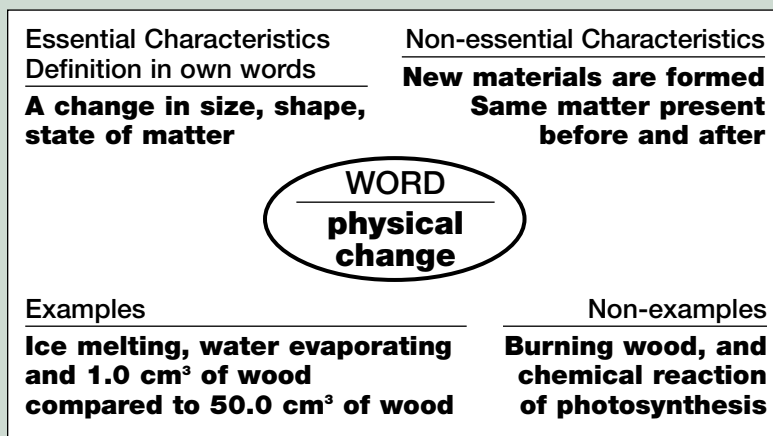 Essential Characteristics
Definition in own words
A change in size, shape,
state of matter
Non-essential Characteristics
New materials are formed
Same matter present
before and after
WORD
physical
change
Examples
Ice melting, water evaporating
and 1.0 cm³ of wood
compared to 50.0 cm³ of wood
Non-examples
Burning wood, and
chemical reaction
of photosynthesis